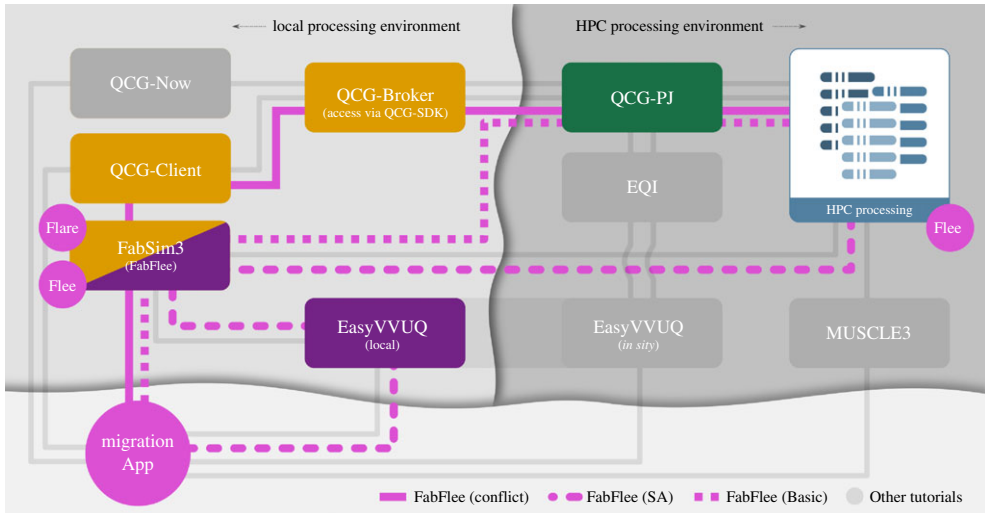 local processing environment
HPC processing environment
QCG-Now
QCG-Broker
(access via QCG-SDK)
QCG-PJ
QCG-Client
EQI
HPC processing
Flare
FabSim3
(FabFlee)
Flee
Flee
EasyVVUQ
(local)
EasyVVUQ
(in sity)
MUSCLE3
migration
App
FabFlee (conflict)
FabFlee (SA)
FabFlee (Basic)
Other tutorials